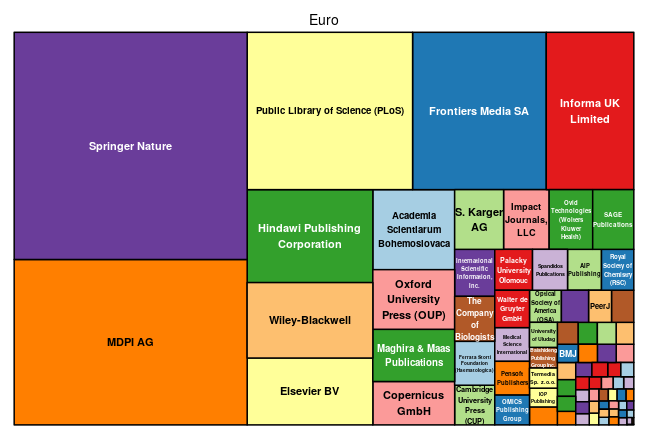 Euro
Springer Nature
MDPI AG
Public Library of Science (PLoS)
Frontiers Media SA
Informa UK
Limited
Hindawi Publishing
Corporation
Wiley-Blackwell
Elsevier BV
Academia
Scientiarum
Bohemoslovaca
Oxford
University
Press (OUP)
Maghira & Maas
Publications
Copernicus
GmbH
S. Karger
AG
Impact
Journals,
LLC
Ovid
Technologies
(Wolters
Kluwer
Health)
SAGE
Publications
International
Scientific
Information,
Inc.
Palacky
University
Olomouc
Spandidos
Publications
AIP
Publishing
Royal
Society of
Chemistry
(RSC)
The
Company
of
Biologists
Walter de
Gruyter
GmbH
Optical
Society of
America
(OSA)
PeerJ
Ferrata Storti
Foundation
(Haematologica)
Medical
Science
International
University
of Uludag
BMJ
Publishing
Pensoft
Publishers
Termedia
Sp. z.o.o.
Cambridge
University
Press
(CUP)
OMICS
Publishing
Group
IOP
Publishing